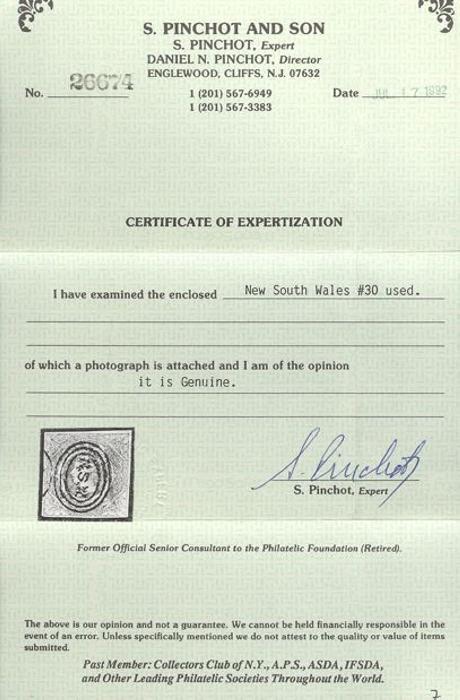 S. PINCHOT AND SON
S. PINCHOT, Expert
DANIEL N. PINCHOT, Director
ENGLEWOOD, CLIFFS, N.J. 07632
No. 26674 1 (201) 567-6949 Date JUL 17 1992
1 (201) 567-3383
CERTIFICATE OF EXPERTIZATION
I have examined the enclosed New South Wales #30 used.
of which a photograph is attached and I am of the opinion
it is Genuine.
S. Pinchot
S. Pinchot, Expert
Former Official Senior Consultant to the Philatelic Foundation (Retired).
The above is our opinion and not a guarantee. We cannot be held financially responsible in the
event of an error. Unless specifically mentioned we do not attest to the quality or value of items
submitted.
Past Member: Collectors Club of N.Y., A.P.S., ASDA, IFSDA,
and Other Leading Philatelic Societies Throughout the World.
7